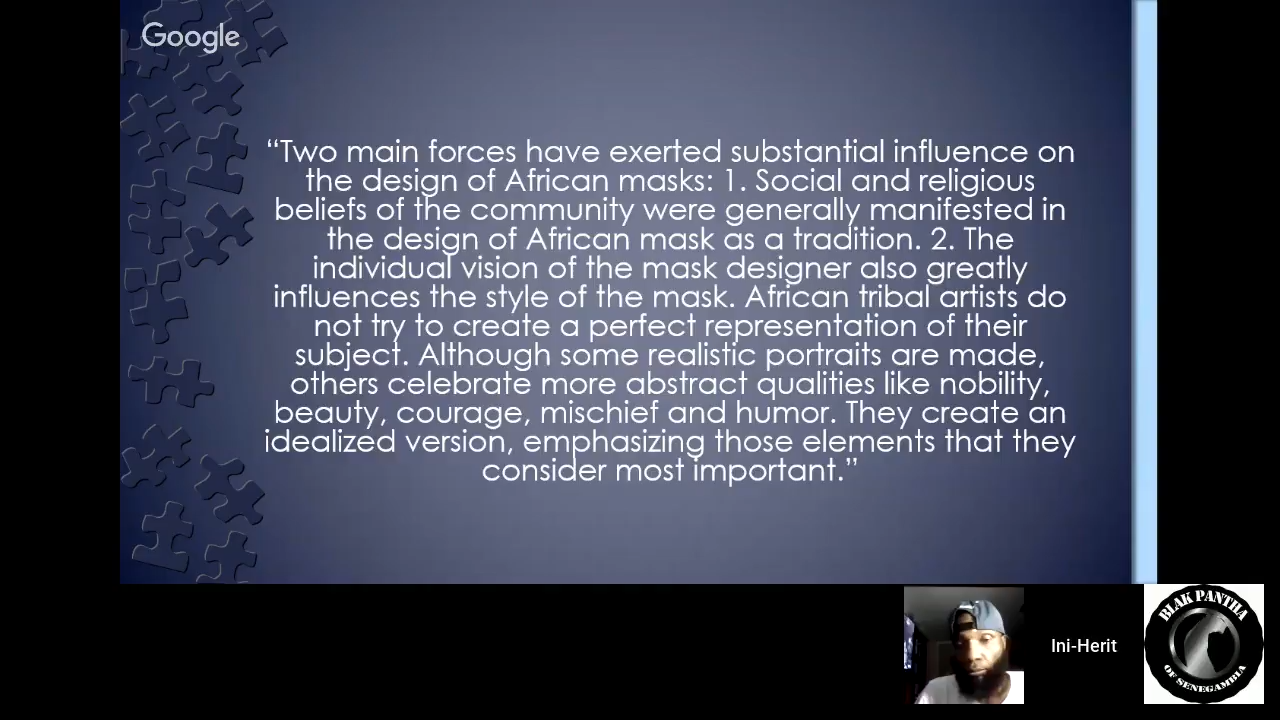 Google
“Two main forces have exerted substantial influence on
the design of African masks: 1. Social and religious
beliefs of the community were generally manifested in
the design of African mask as a tradition. 2. The
individual vision of the mask designer also greatly
influences the style of the mask. African tribal artists do
not try to create a perfect representation of their
subject. Although some realistic portraits are made,
others celebrate more abstract qualities like nobility,
beauty, courage, mischief and humor. They create an
idealized version, emphasizing those elements that they
consider most important.”
Ini-Herit
BLAK PANTHA
OF SENEGAMBIA